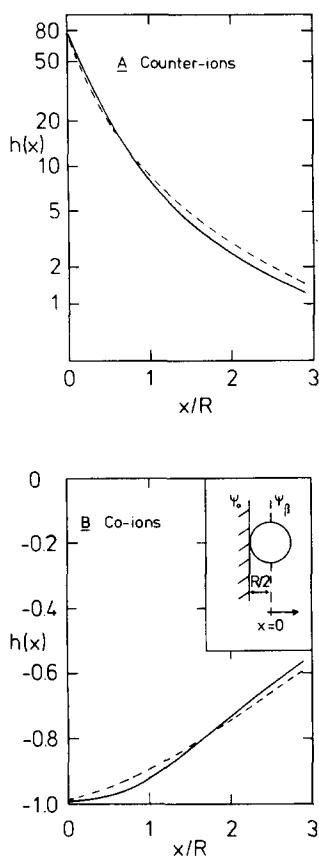 80
50
A Counter-ions
20
h(x)
10
5
2
1
0 1 2 3
x/R
0
B Co-ions
Ψ₀ Ψβ
-0.2
R/2
-0.4
x=0
h(x)
-0.6
-0.8
-1.0
0 1 2 3
x/R